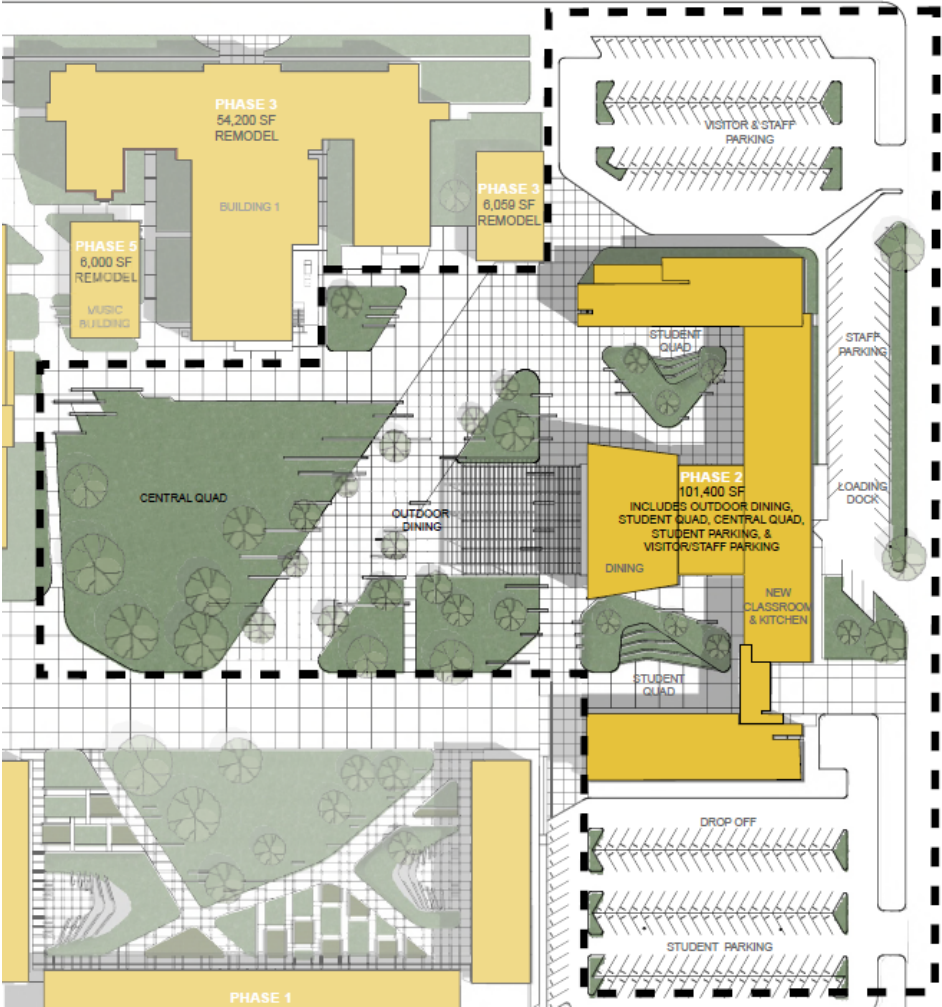 PHASE 3
54,200 SF
REMODEL
BUILDING 1
VISITOR & STAFF
PARKING
PHASE 3
6,059 SF
REMODEL
PHASE 5
6,000 SF
REMODEL
MUSIC
BUILDING
STUDENT
QUAD
STAFF
PARKING
CENTRAL QUAD
OUTDOOR
DINING
PHASE 2
101,400 SF
INCLUDES OUTDOOR DINING,
STUDENT QUAD, CENTRAL QUAD,
STUDENT PARKING, &
VISITOR/STAFF PARKING
LOADING
DOCK
DINING
NEW
CLASSROOM
& KITCHEN
STUDENT
QUAD
DROP OFF
STUDENT PARKING
PHASE 1